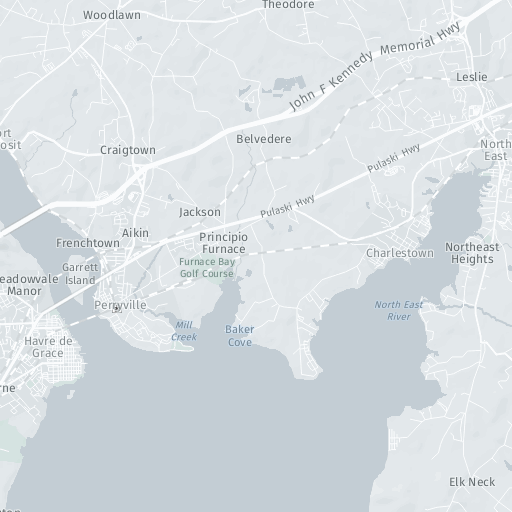 Theodore
Woodlawn
John F Kennedy Memorial Hwy
Leslie
Belvedere
North
East
Craigtown
Pulaski Hwy
Jackson
Pulaski Hwy
Aikin
Principio
Furnace
Frenchtown
Charlestown
Northeast
Heights
Garrett
Island
Furnace Bay
Golf Course
Manor
Perryville
North East
River
Mill
Creek
Baker
Cove
Havre de
Grace
Elk Neck